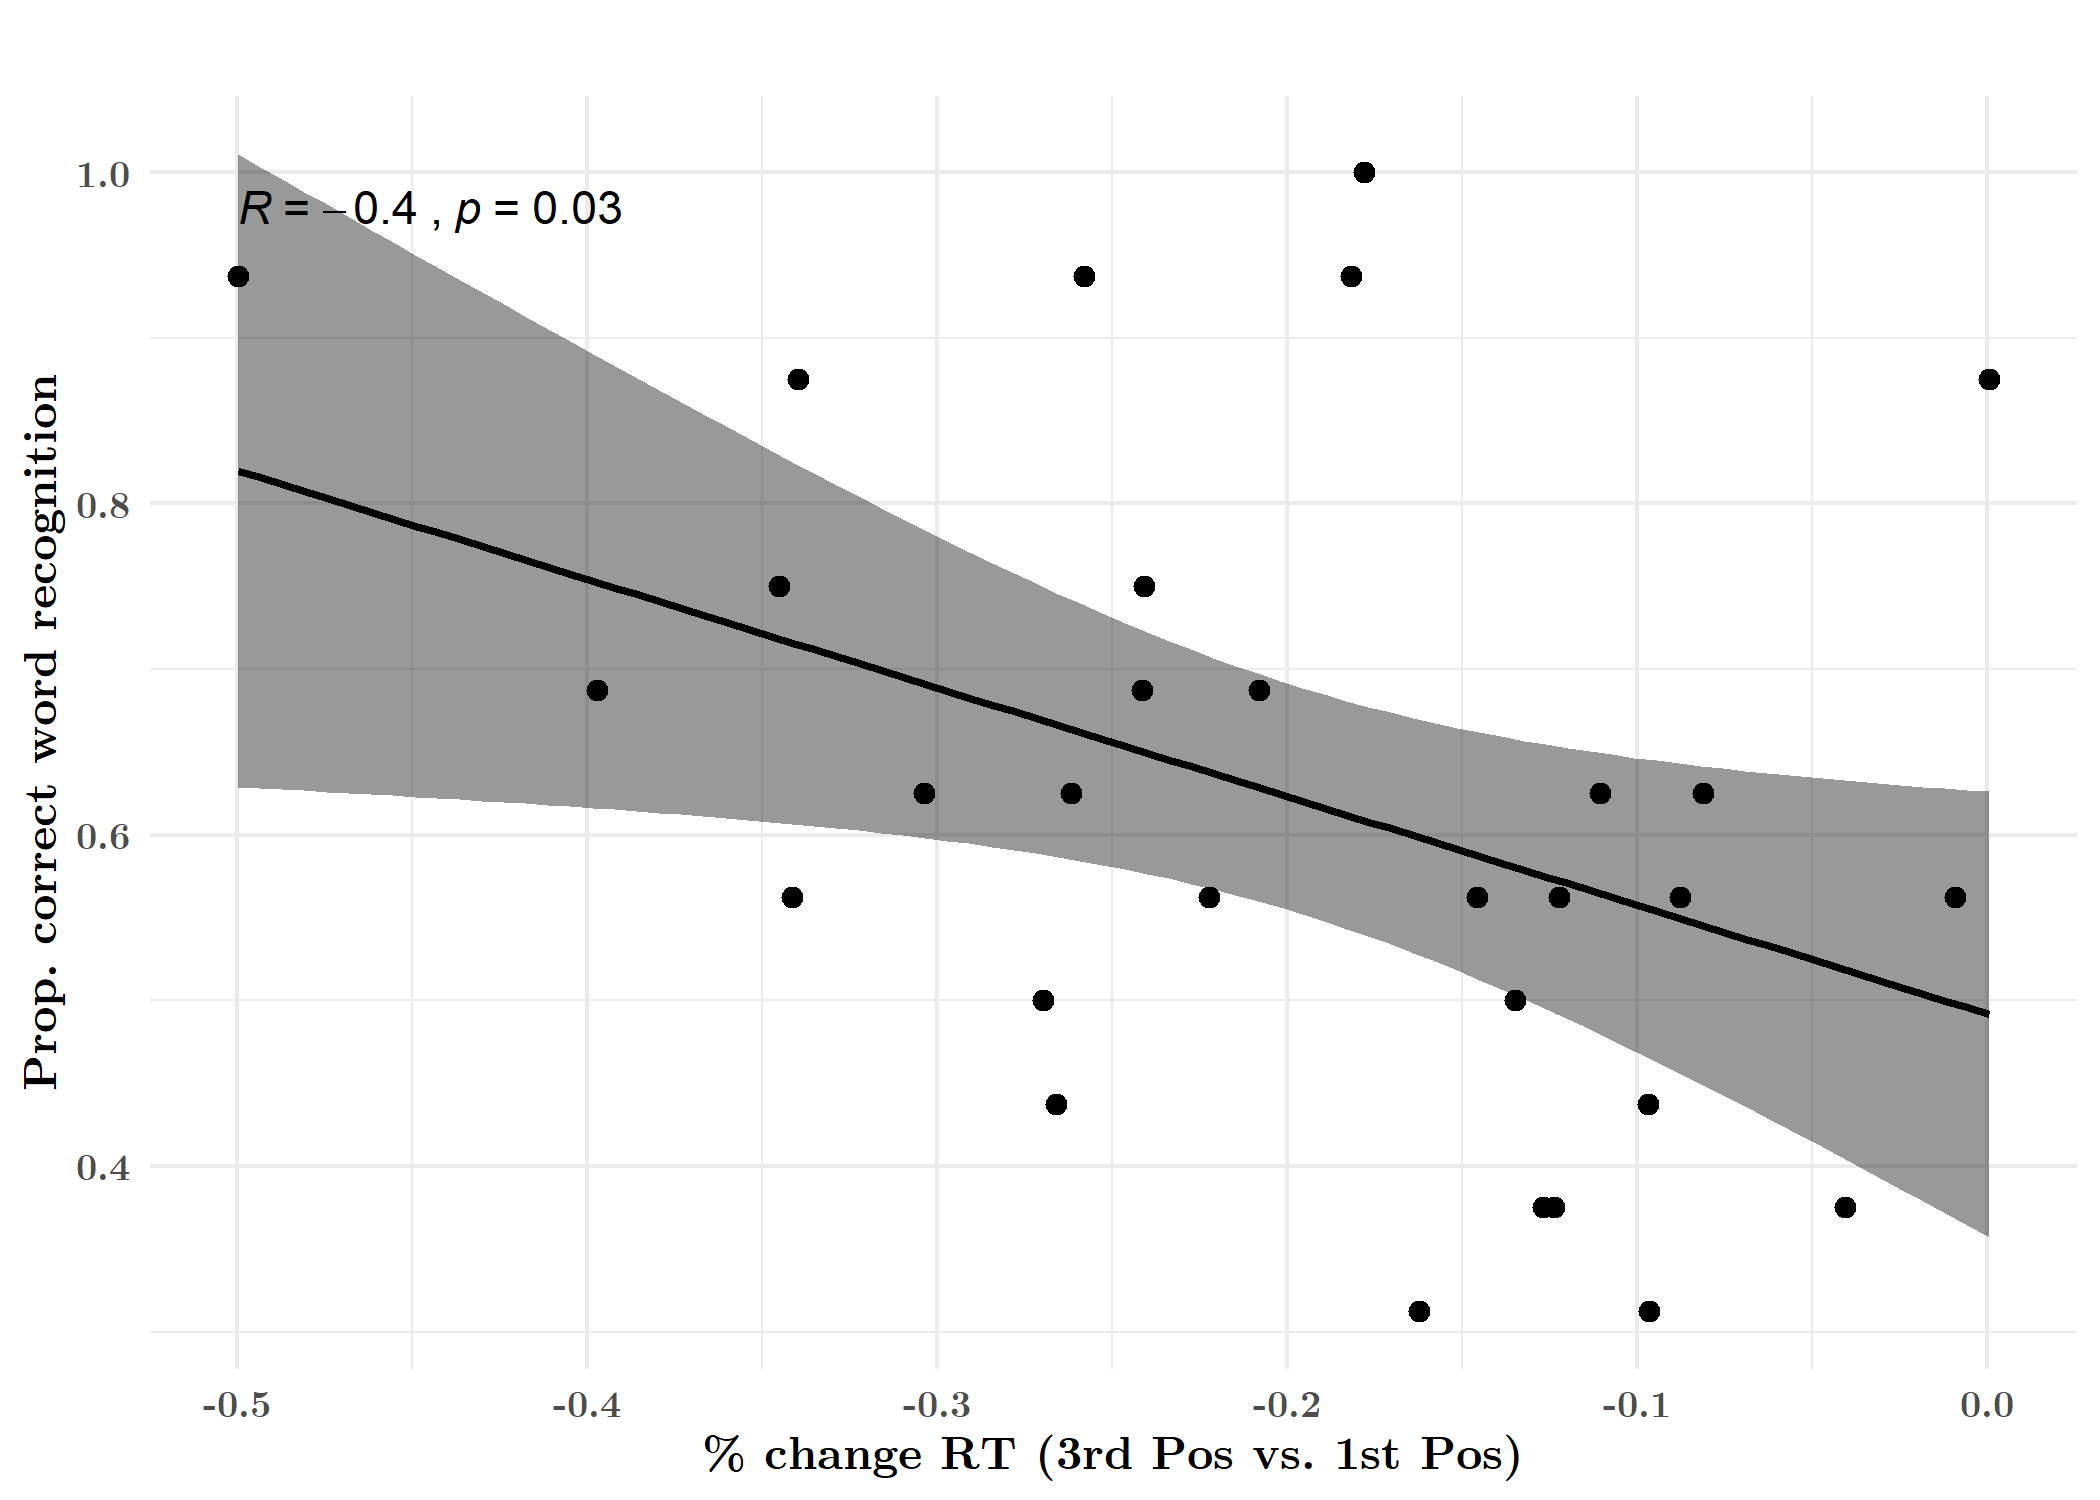 R = −0.4 , p = 0.03
1.0
0.8
0.6
0.4
Prop. correct word recognition
-0.5 -0.4 -0.3 -0.2 -0.1 0.0
% change RT (3rd Pos vs. 1st Pos)